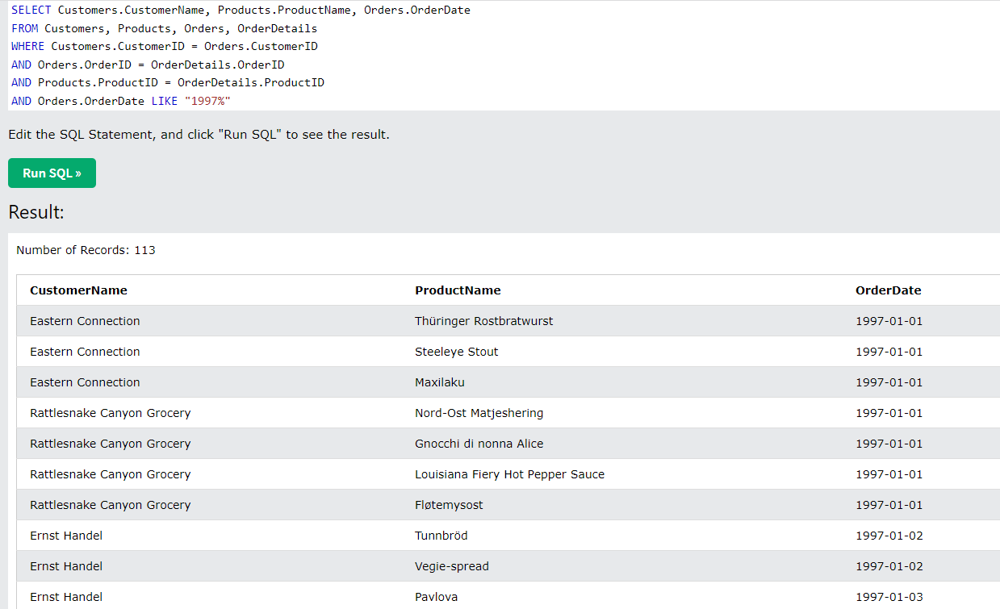 SELECT Customers.CustomerName, Products.ProductName, Orders.OrderDate
FROM Customers, Products, Orders, OrderDetails
WHERE Customers.CustomerID = Orders.CustomerID
AND Orders.OrderID = OrderDetails.OrderID
AND Products.ProductID = OrderDetails.ProductID
AND Orders.OrderDate LIKE "1997%"
Edit the SQL Statement, and click "Run SQL" to see the result.
Run SQL »
Result:
Number of Records: 113
CustomerName ProductName OrderDate
Eastern Connection Thüringer Rostbratwurst 1997-01-01
Eastern Connection Steeleye Stout 1997-01-01
Eastern Connection Maxilaku 1997-01-01
Rattlesnake Canyon Grocery Nord-Ost Matjeshering 1997-01-01
Rattlesnake Canyon Grocery Gnocchi di nonna Alice 1997-01-01
Rattlesnake Canyon Grocery Louisiana Fiery Hot Pepper Sauce 1997-01-01
Rattlesnake Canyon Grocery Fløtemysost 1997-01-01
Ernst Handel Tunnbröd 1997-01-02
Ernst Handel Vegie-spread 1997-01-02
Ernst Handel Pavlova 1997-01-03